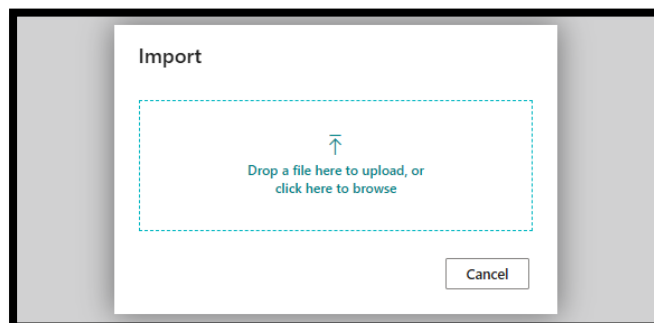 Import
Drop a file here to upload, or
click here to browse
Cancel